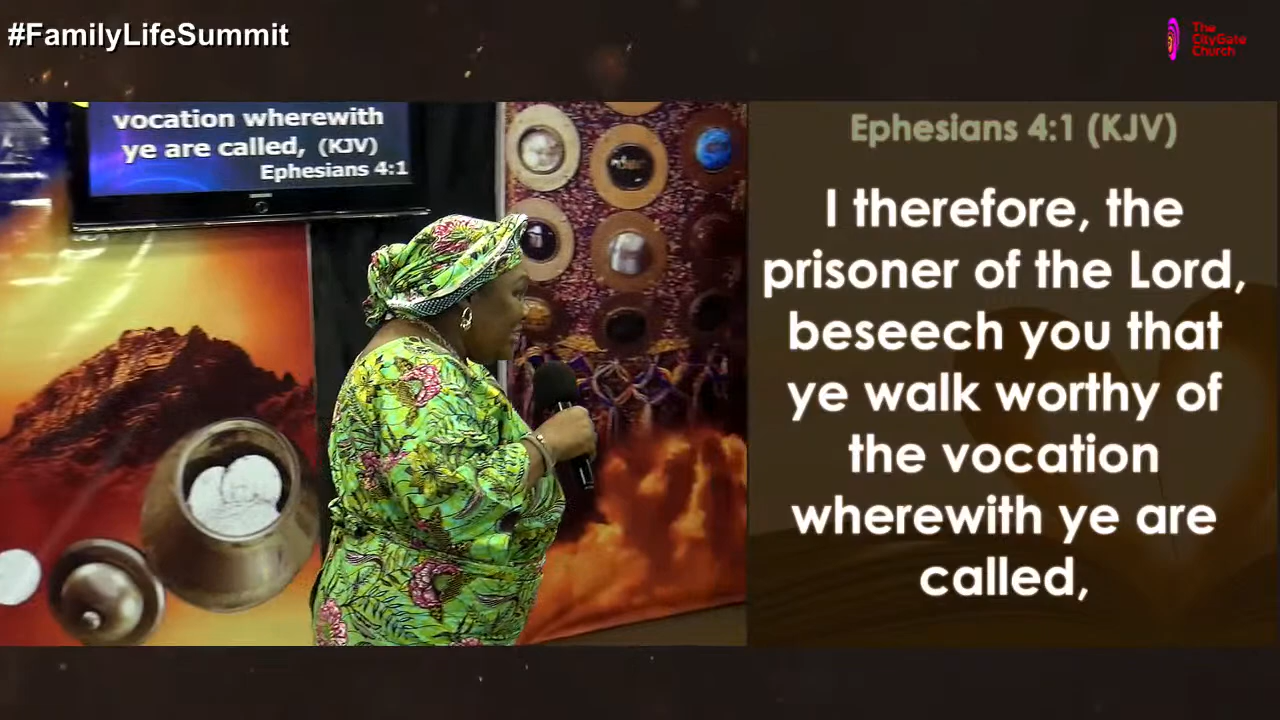 #FamilyLifeSummit
The
CityGate
Church
vocation wherewith
ye are called, (KJV)
Ephesians 4:1
Ephesians 4:1 (KJV)
I therefore, the
prisoner of the Lord,
beseech you that
ye walk worthy of
the vocation
wherewith ye are
called,